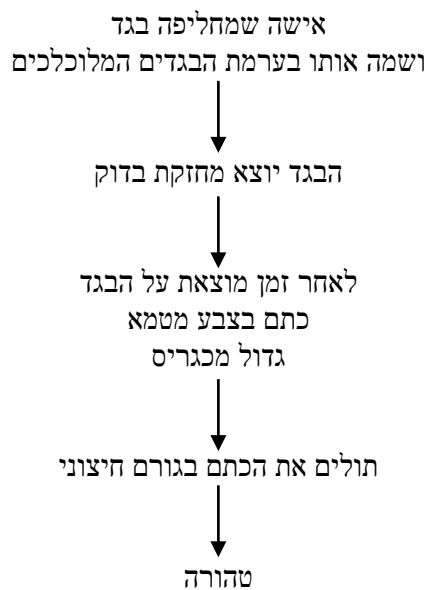 אישה שמחליפה בגד
ושמה אותו בערמת הבגדים המלוכלכים
הבגד יוצא מחזקת בדוק
לאחר זמן מוצאת על הבגד
כתם בצבע מטמא
גדול מכגריס
תולים את הכתם בגורם חיצוני
טהורה